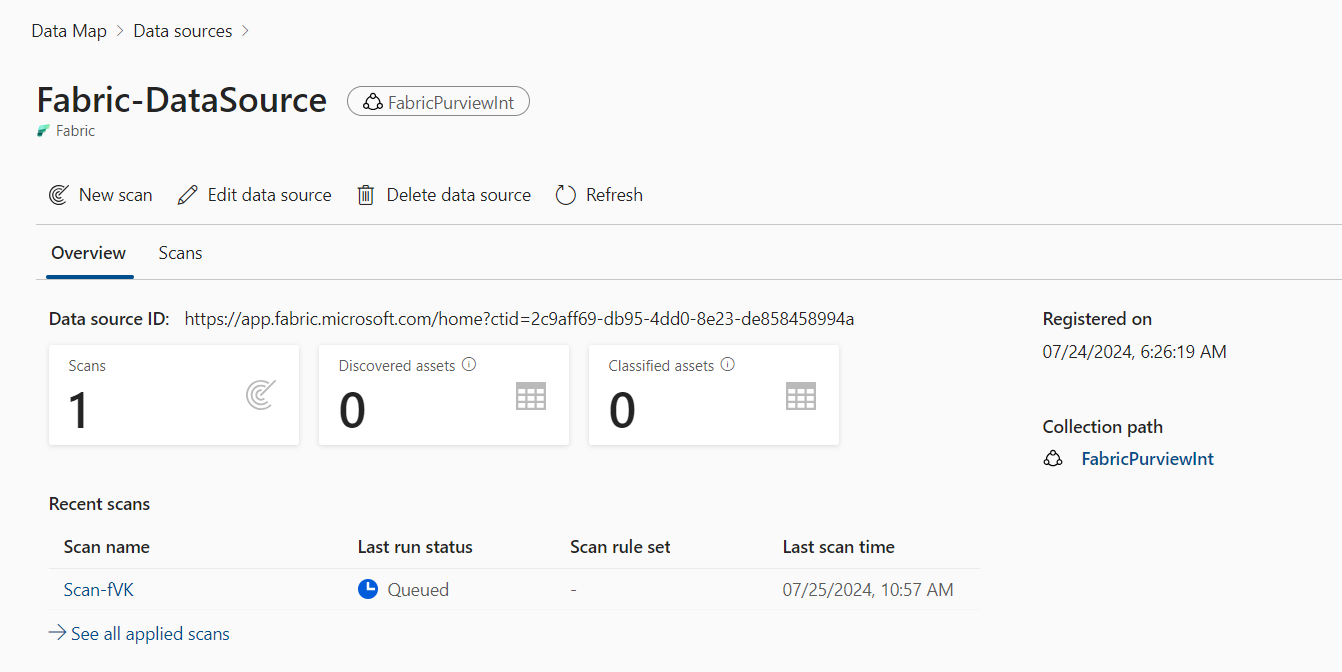 Data Map > Data sources >
Fabric-DataSource FabricPurviewInt
Fabric
New scan Edit data source Delete data source Refresh
Overview Scans
Data source ID: https://app.fabric.microsoft.com/home?ctid=2c9aff69-db95-4dd0-8e23-de858458994a
Registered on
07/24/2024, 6:26:19 AM
Scans
1
Discovered assets
0
Classified assets
0
Collection path
FabricPurviewInt
Recent scans
Scan name Last run status Scan rule set Last scan time
Scan-fVK Queued - 07/25/2024, 10:57 AM
See all applied scans